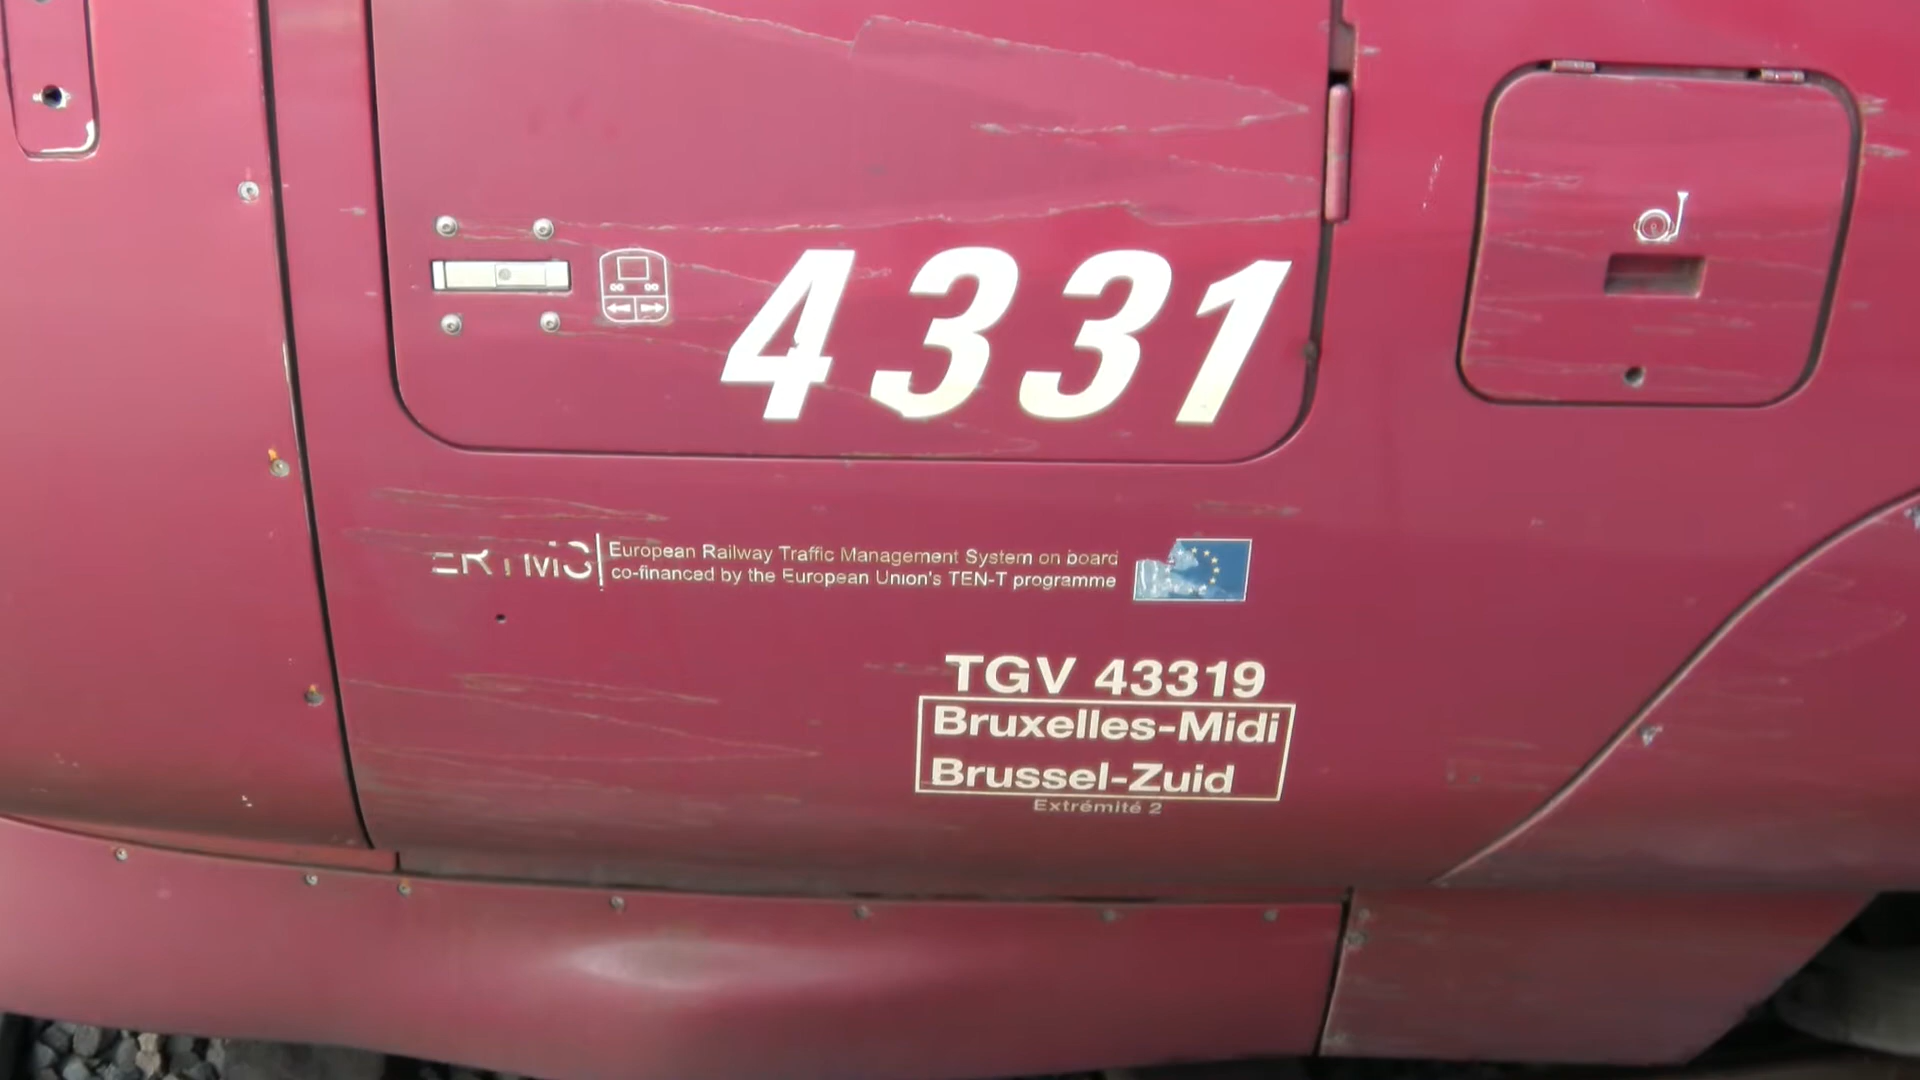 4331
ERTMS
European Railway Traffic Management System on board
co-financed by the European Union's TEN-T programme
TGV 43319
Bruxelles-Midi
Brussel-Zuid
Extrémité 2